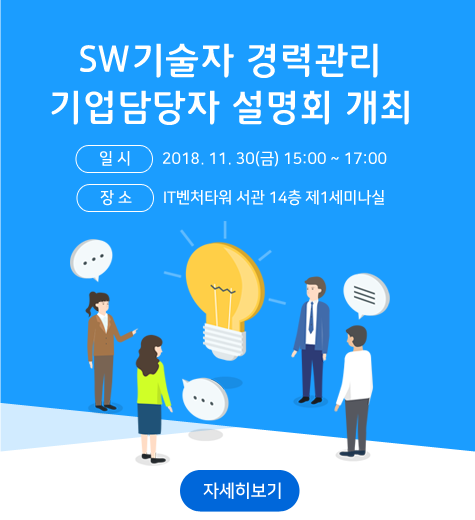 SW기술자 경력관리
기업담당자 설명회 개최
일 시 2018. 11. 30(금) 15:00 ~ 17:00
장 소 IT벤처타워 서관 14층 제1세미나실
자세히보기